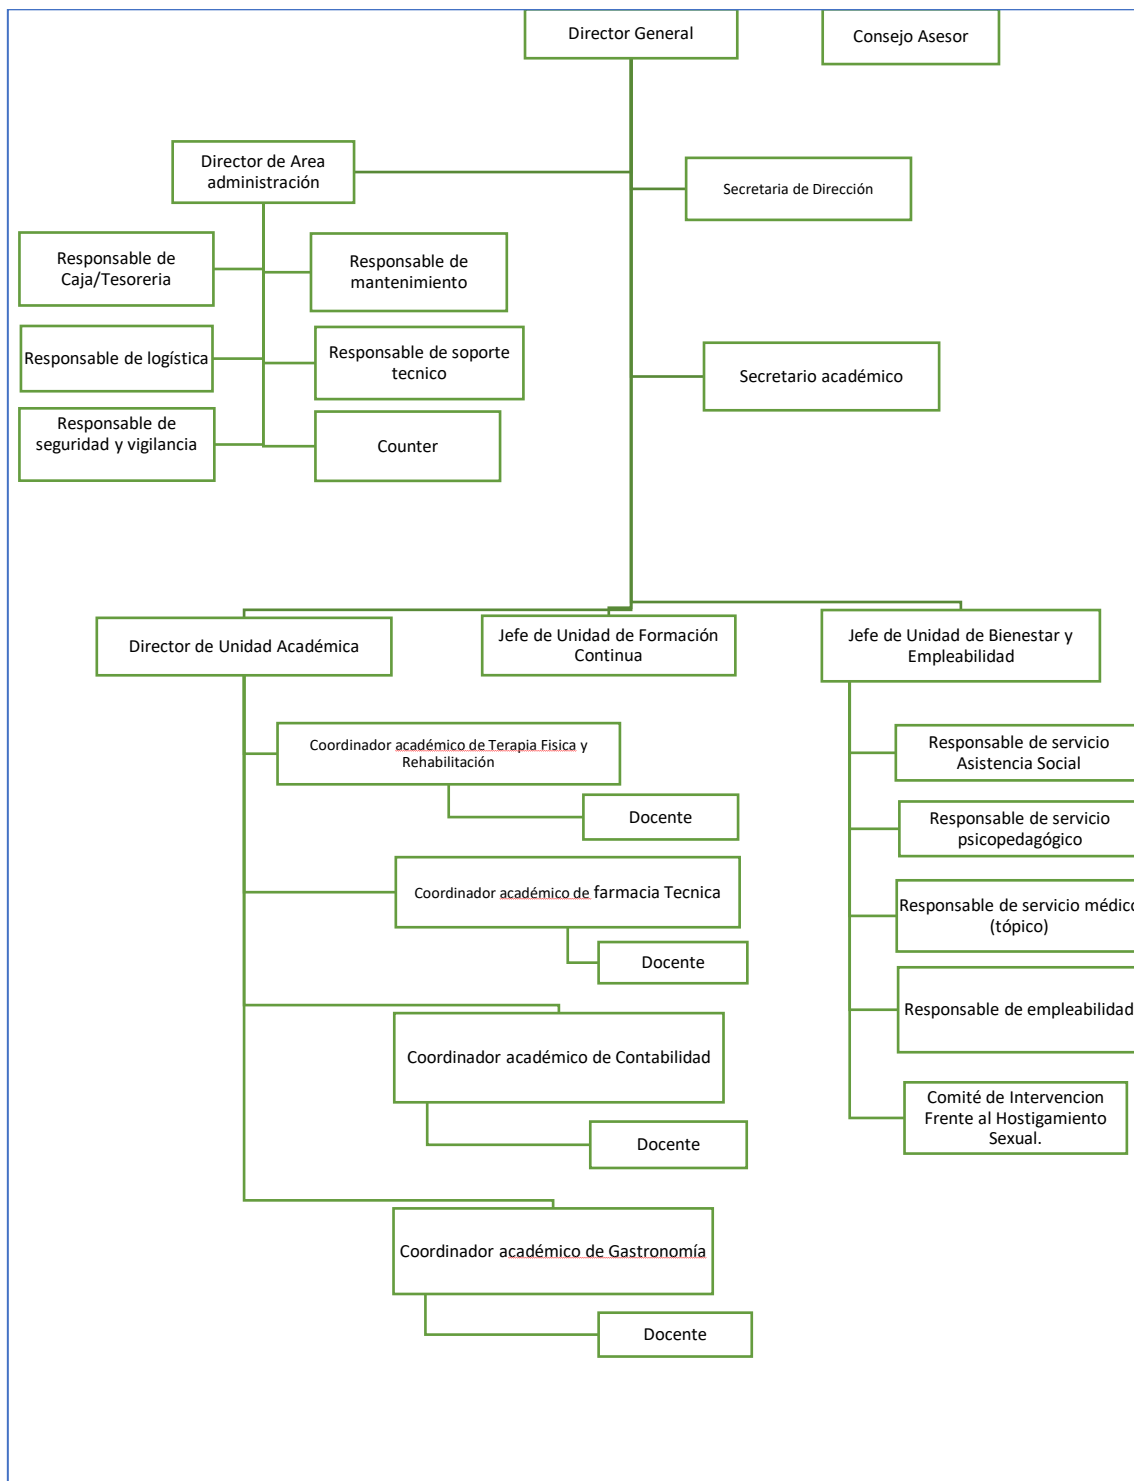 Director General
Consejo Asesor
Director de Area
administración
Secretaria de Dirección
Responsable de
Caja/Tesoreria
Responsable de
mantenimiento
Responsable de logística
Responsable de soporte
tecnico
Secretario académico
Responsable de
seguridad y vigilancia
Counter
Director de Unidad Académica
Jefe de Unidad de Formación
Continua
Jefe de Unidad de Bienestar y
Empleabilidad
Coordinador académico de Terapia Fisica y
Rehabilitación
Docente
Coordinador académico de farmacia Tecnica
Docente
Coordinador académico de Contabilidad
Docente
Coordinador académico de Gastronomía
Docente
Responsable de servicio
Asistencia Social
Responsable de servicio
psicopedagógico
Responsable de servicio médico
(tópico)
Responsable de empleabilidad
Comité de Intervencion
Frente al Hostigamiento
Sexual.